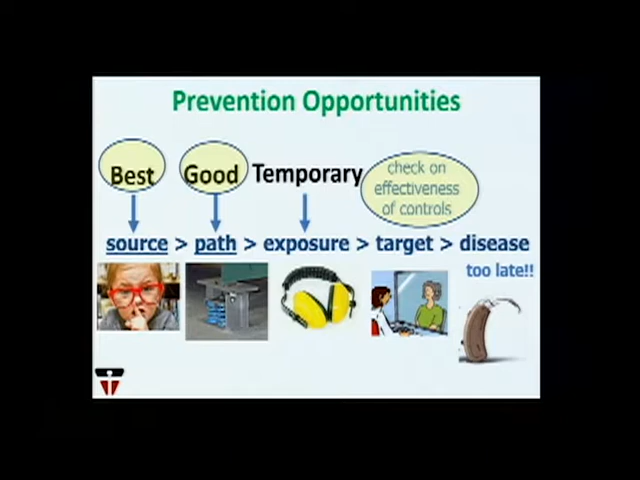 Prevention Opportunities
Best Good Temporary
check on
effectiveness
of controls
source > path > exposure > target > disease
too late!!